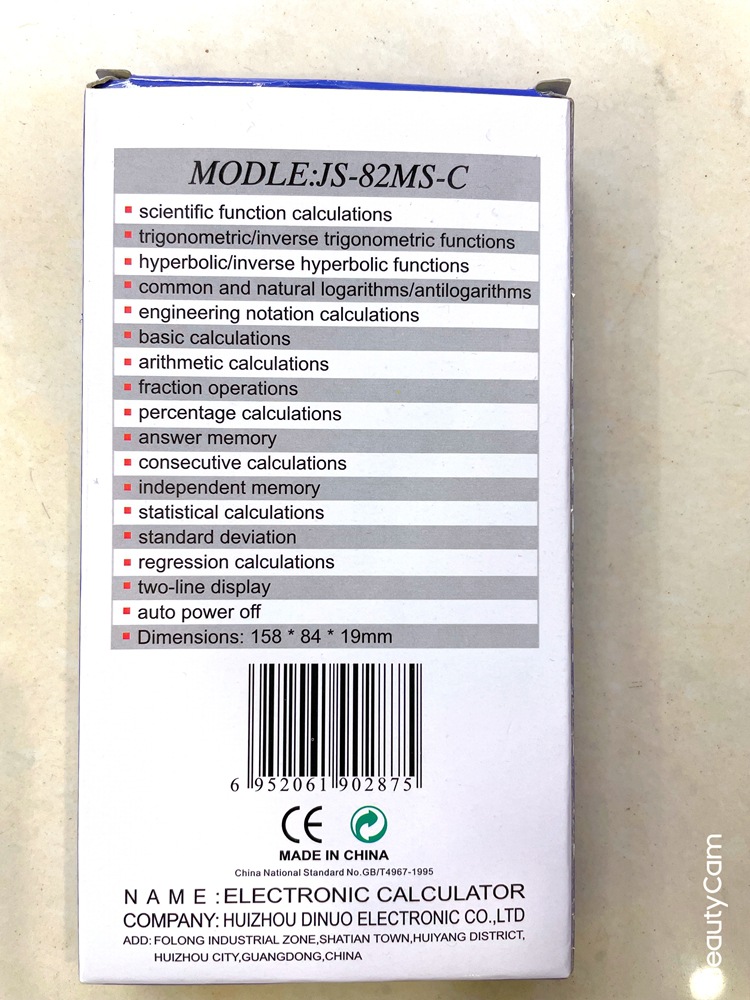 MODLE:JS-82MS-C
scientific function calculations
trigonometric/inverse trigonometric functions
hyperbolic/inverse hyperbolic functions
common and natural logarithms/antilogarithms
engineering notation calculations
basic calculations
arithmetic calculations
fraction operations
percentage calculations
answer memory
consecutive calculations
independent memory
statistical calculations
standard deviation
regression calculations
two-line display
auto power off
Dimensions: 158 * 84 * 19mm
6 952061 902875
CE
MADE IN CHINA
China National Standard No.GB/T4967-1995
NAME:ELECTRONIC CALCULATOR
COMPANY: HUIZHOU DINUO ELECTRONIC CO.,LTD
ADD: FOLONG INDUSTRIAL ZONE,SHATIAN TOWN,HUIYANG DISTRICT,
HUIZHOU CITY,GUANGDONG,CHINA
BeautyCam